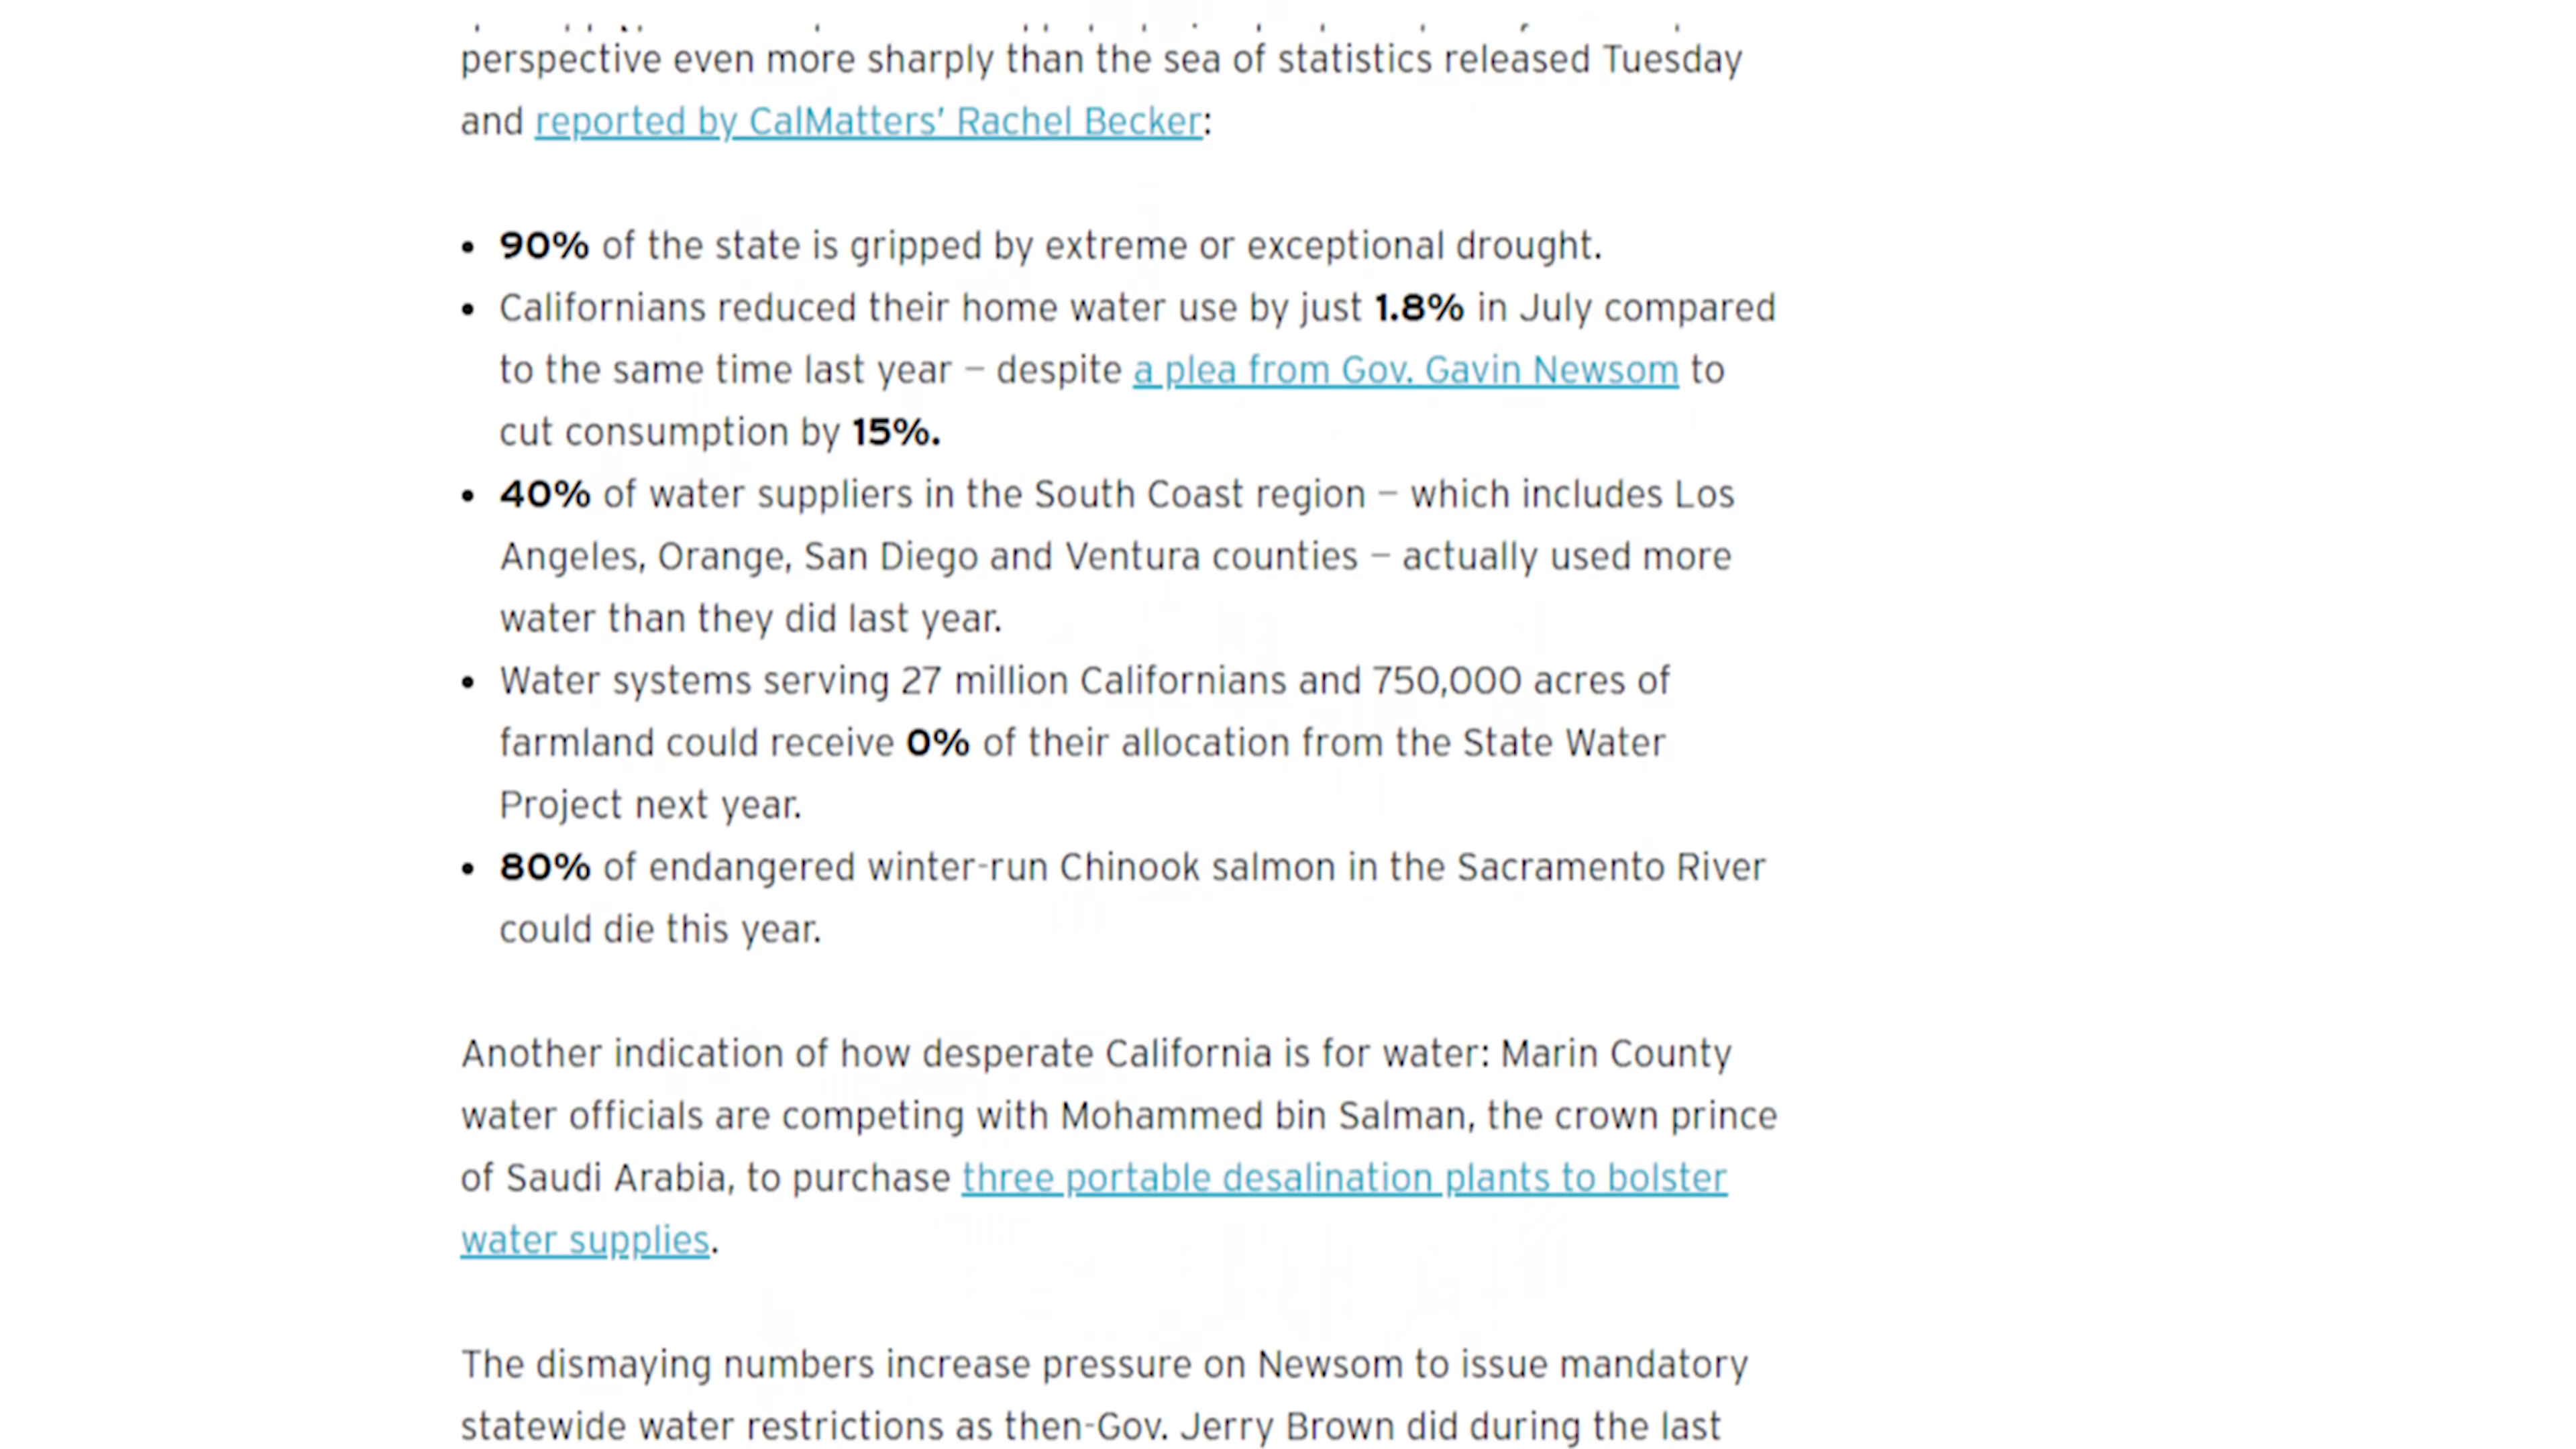 perspective even more sharply than the sea of statistics released Tuesday
and reported by CalMatters’ Rachel Becker:
• 90% of the state is gripped by extreme or exceptional drought.
• Californians reduced their home water use by just 1.8% in July compared
to the same time last year – despite a plea from Gov. Gavin Newsom to
cut consumption by 15%.
• 40% of water suppliers in the South Coast region – which includes Los
Angeles, Orange, San Diego and Ventura counties – actually used more
water than they did last year.
• Water systems serving 27 million Californians and 750,000 acres of
farmland could receive 0% of their allocation from the State Water
Project next year.
• 80% of endangered winter-run Chinook salmon in the Sacramento River
could die this year.
Another indication of how desperate California is for water: Marin County
water officials are competing with Mohammed bin Salman, the crown prince
of Saudi Arabia, to purchase three portable desalination plants to bolster
water supplies.
The dismaying numbers increase pressure on Newsom to issue mandatory
statewide water restrictions as then-Gov. Jerry Brown did during the last